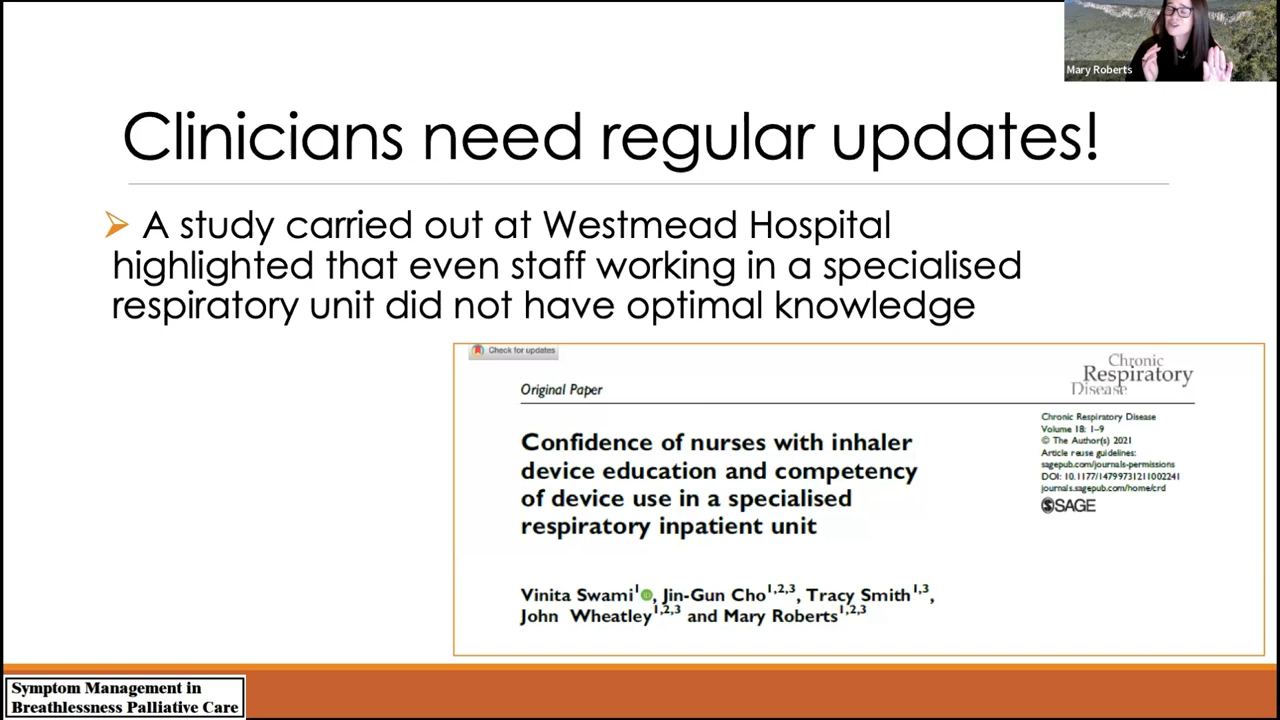 Mary Roberts
Clinicians need regular updates!
A study carried out at Westmead Hospital
highlighted that even staff working in a specialised
respiratory unit did not have optimal knowledge
Check for updates
Original Paper
Chronic
Respiratory
Disease
Confidence of nurses with inhaler
device education and competency
of device use in a specialised
respiratory inpatient unit
Chronic Respiratory Disease
Volume 18: 1–9
© The Author(s) 2021
Article reuse guidelines:
sagepub.com/journals-permissions
DOI: 10.1177/14799731211002241
journals.sagepub.com/home/crd
SAGE
Vinita Swami1, Jin-Gun Cho1,2,3, Tracy Smith1,3,
John Wheatley1,2,3 and Mary Roberts1,2,3
Symptom Management in
Breathlessness Palliative Care